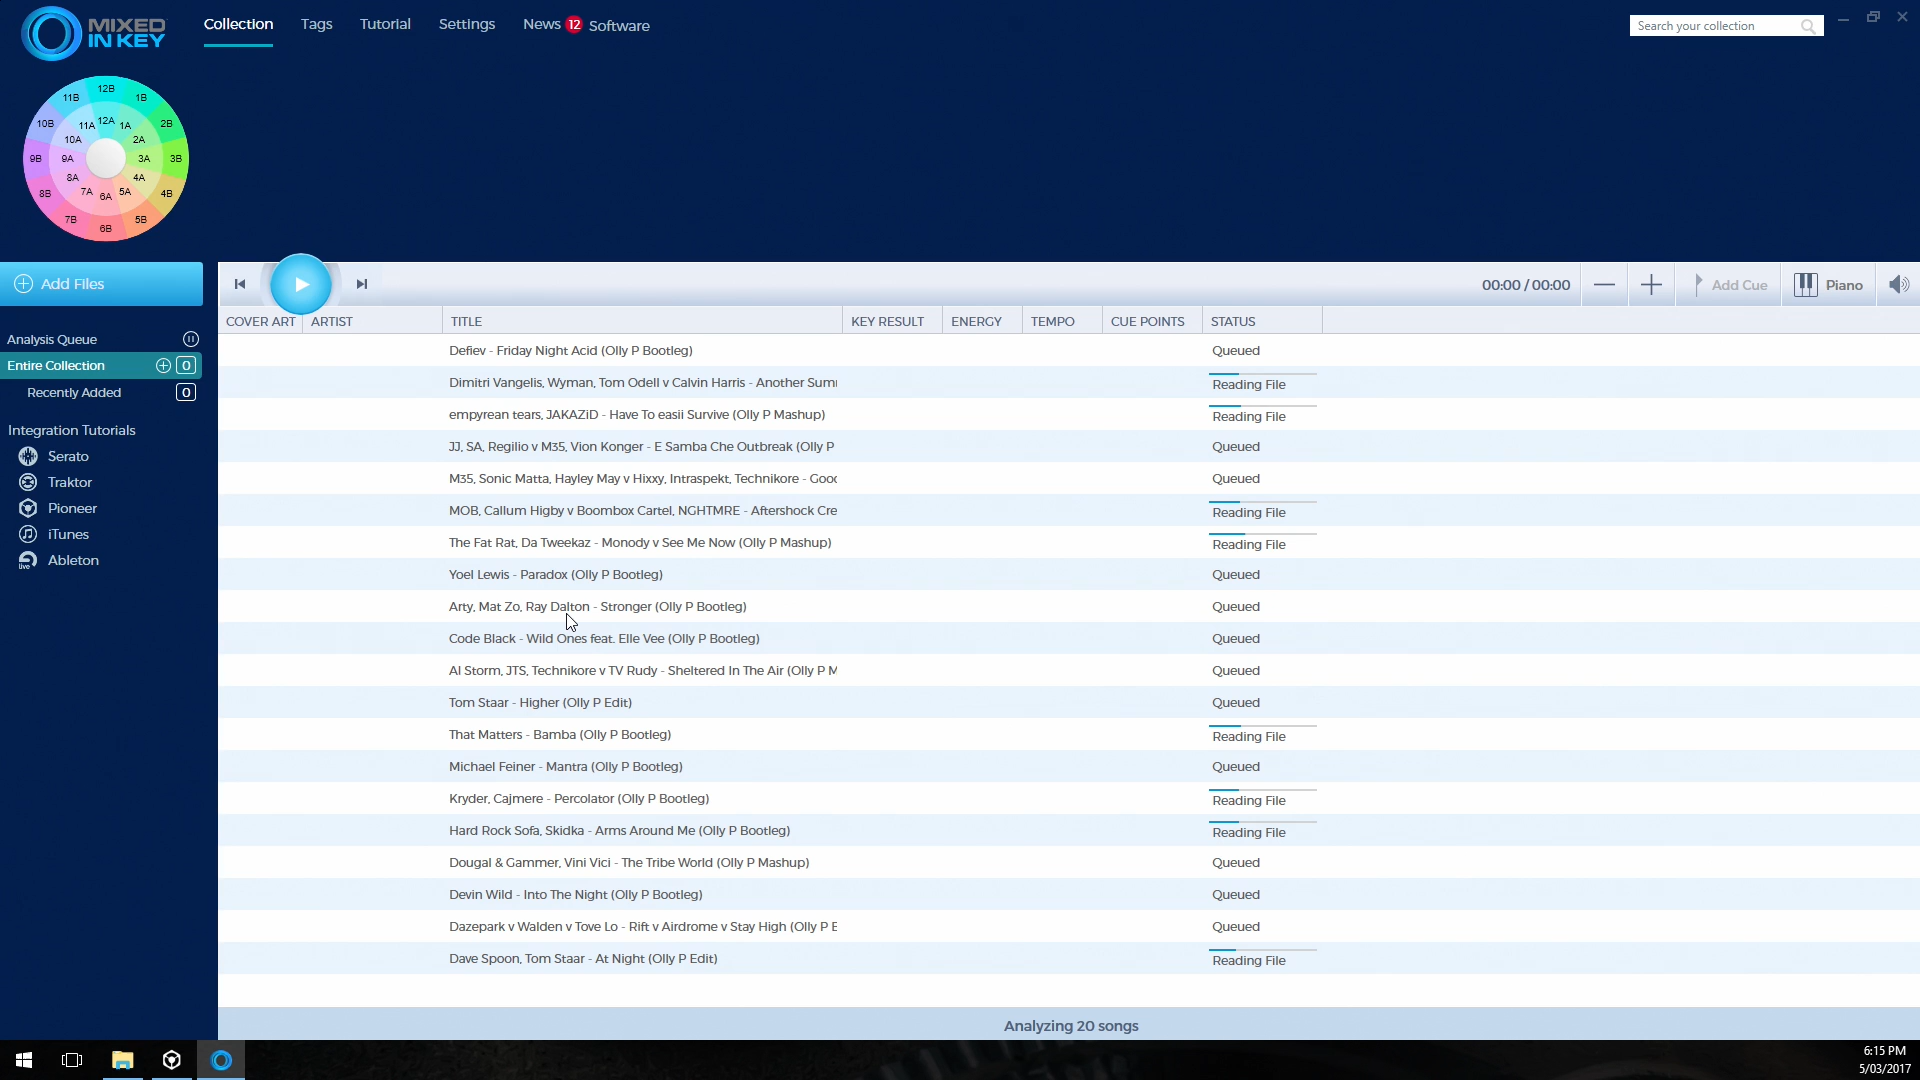 MIXED
IN KEY
Collection Tags Tutorial Settings News 12 Software
Search your collection
12B
11B 1B
12A
10B 11A 1A 2B
10A 2A
9B 9A 3A 3B
8A 4A
8B 7A 6A 5A 4B
7B 5B
6B
Add Files
00:00 / 00:00 Add Cue Piano
COVER ART ARTIST TITLE KEY RESULT ENERGY TEMPO CUE POINTS STATUS
Analysis Queue
Entire Collection 0
Recently Added 0
Integration Tutorials
Serato
Traktor
Pioneer
iTunes
live Ableton
Defiev - Friday Night Acid (Olly P Bootleg) Queued
Dimitri Vangelis, Wyman, Tom Odell v Calvin Harris - Another Sum Reading File
empyrean tears, JAKAZiD - Have To easii Survive (Olly P Mashup) Reading File
JJ, SA, Regilio v M35, Vion Konger - E Samba Che Outbreak (Olly P Queued
M35, Sonic Matta, Hayley May v Hixxy, Intraspekt, Technikore - Goo Queued
MOB, Callum Higby v Boombox Cartel, NGHTMRE - Aftershock Cre Reading File
The Fat Rat, Da Tweekaz - Monody v See Me Now (Olly P Mashup) Reading File
Yoel Lewis - Paradox (Olly P Bootleg) Queued
Arty, Mat Zo, Ray Dalton - Stronger (Olly P Bootleg) Queued
Code Black - Wild Ones feat. Elle Vee (Olly P Bootleg) Queued
Al Storm, JTS, Technikore v TV Rudy - Sheltered In The Air (Olly P M Queued
Tom Staar - Higher (Olly P Edit) Queued
That Matters - Bamba (Olly P Bootleg) Reading File
Michael Feiner - Mantra (Olly P Bootleg) Queued
Kryder, Cajmere - Percolator (Olly P Bootleg) Reading File
Hard Rock Sofa, Skidka - Arms Around Me (Olly P Bootleg) Reading File
Dougal & Gammer, Vini Vici - The Tribe World (Olly P Mashup) Queued
Devin Wild - Into The Night (Olly P Bootleg) Queued
Dazepark v Walden v Tove Lo - Rift v Airdrome v Stay High (Olly P E Queued
Dave Spoon, Tom Staar - At Night (Olly P Edit) Reading File
Analyzing 20 songs
6:15 PM
5/03/2017